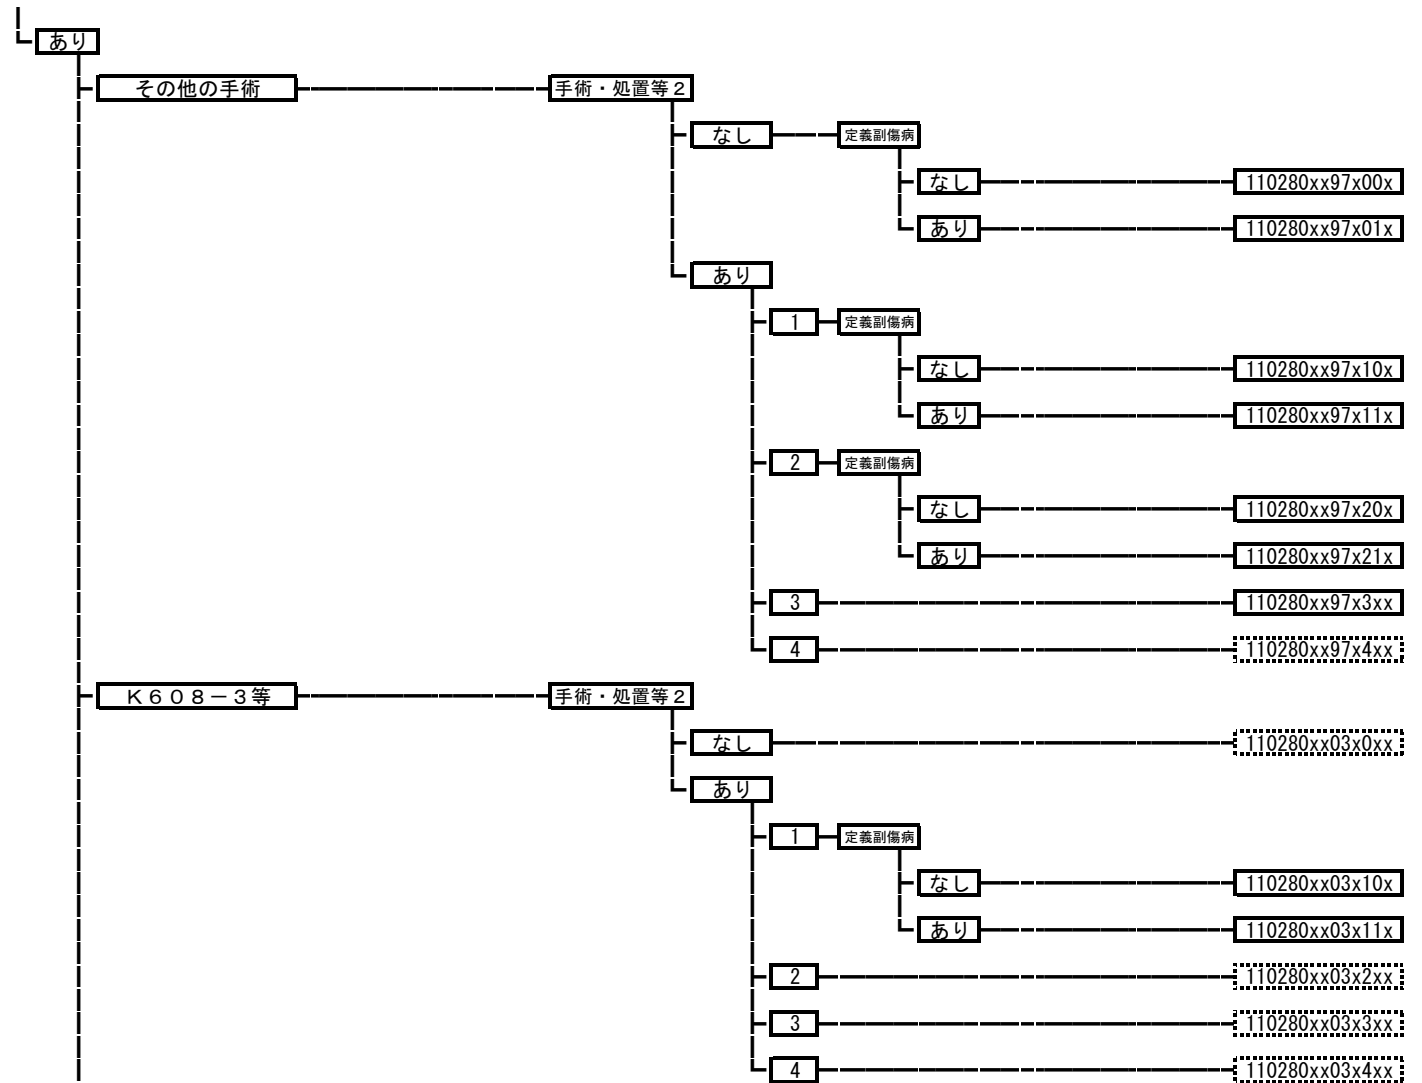 あり
その他の手術 手術・処置等２
なし 定義副傷病
なし 110280xx97x00x
あり 110280xx97x01x
あり
1 定義副傷病
なし 110280xx97x10x
あり 110280xx97x11x
2 定義副傷病
なし 110280xx97x20x
あり 110280xx97x21x
3 110280xx97x3xx
4 110280xx97x4xx
Ｋ６０８－３等 手術・処置等２
なし 110280xx03x0xx
あり
1 定義副傷病
なし 110280xx03x10x
あり 110280xx03x11x
2 110280xx03x2xx
3 110280xx03x3xx
4 110280xx03x4xx